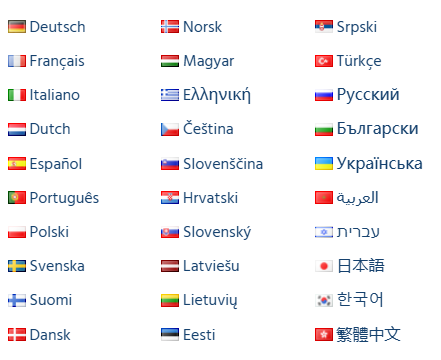 Deutsch
Français
Italiano
Dutch
Español
Português
Polski
Svenska
Suomi
Dansk
Norsk
Magyar
Ελληνική
Čeština
Slovenščina
Hrvatski
Slovenský
Latviešu
Lietuvių
Eesti
Srpski
Türkçe
Русский
Български
Українська
العربية
עברית
日本語
한국어
繁體中文